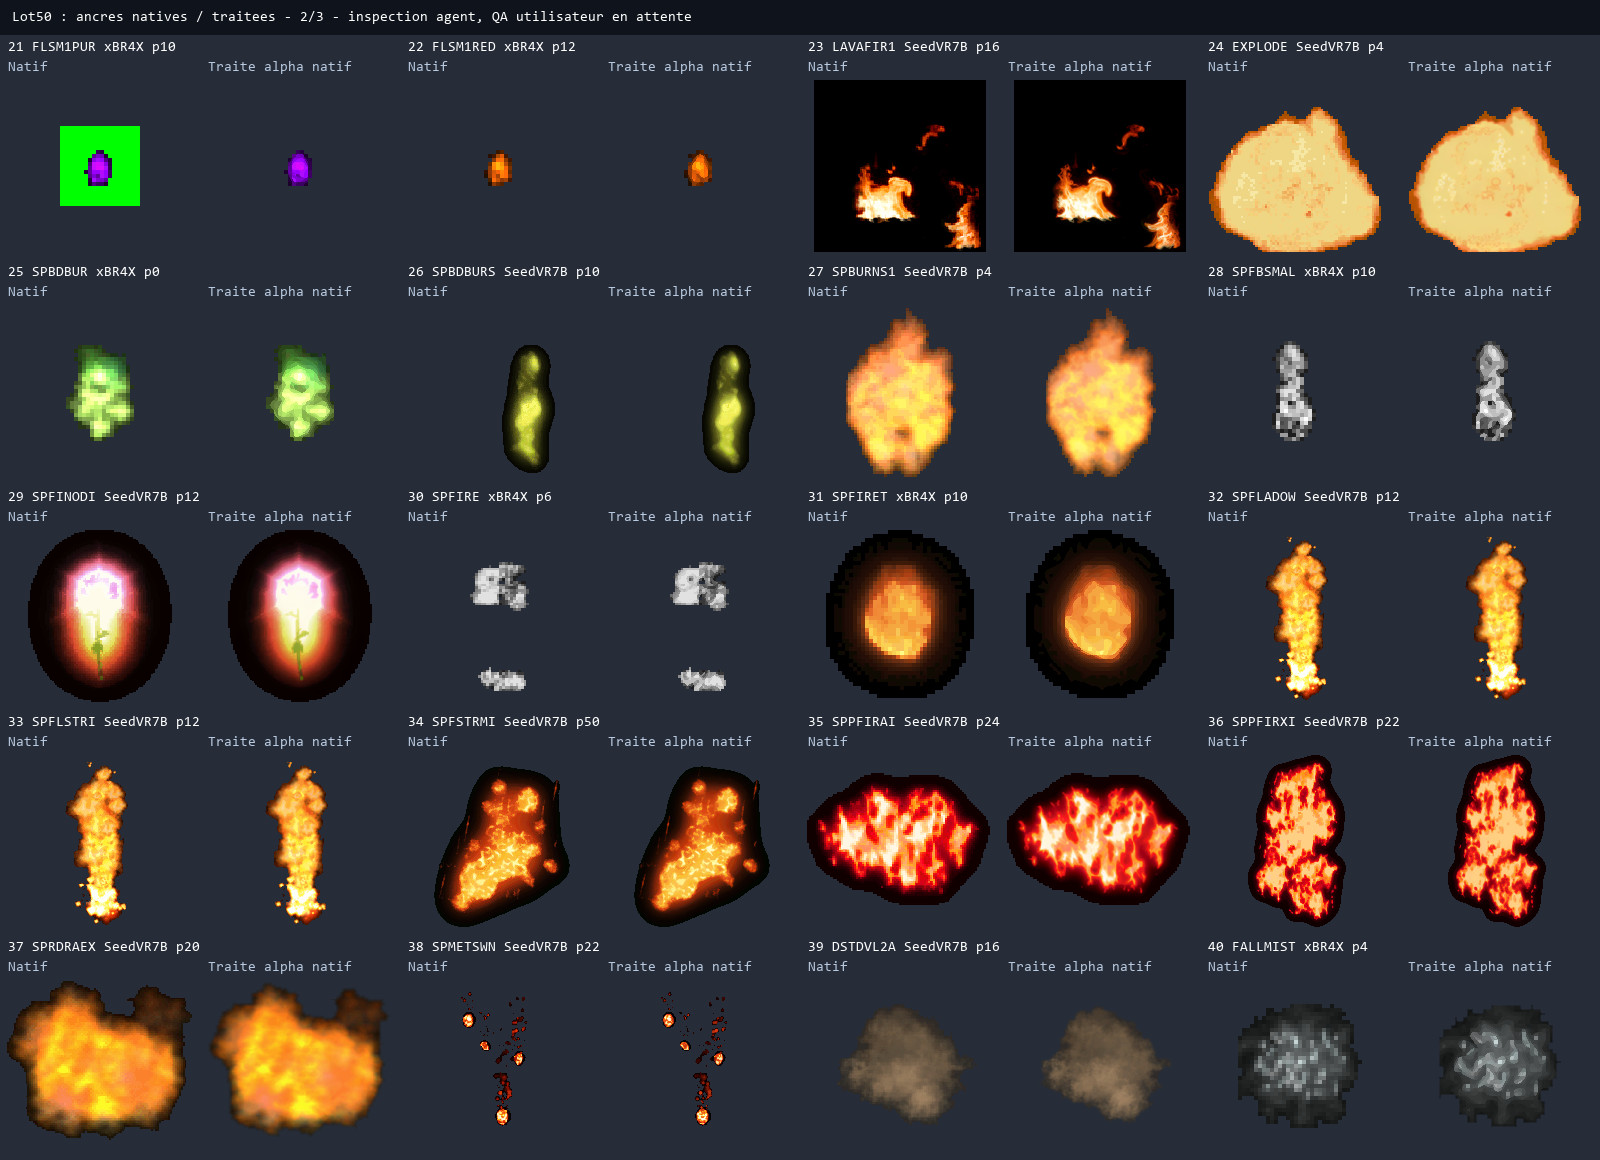 Lot50 : ancres natives / traitees - 2/3 - inspection agent, QA utilisateur en attente
21 FLSM1PUR xBR4X p10
Natif
Traite alpha natif
22 FLSM1RED xBR4X p12
Natif
Traite alpha natif
23 LAVAFIR1 SeedVR7B p16
Natif
Traite alpha natif
24 EXPLODE SeedVR7B p4
Natif
Traite alpha natif
25 SPBDBUR xBR4X p0
Natif
Traite alpha natif
26 SPBDBURS SeedVR7B p10
Natif
Traite alpha natif
27 SPBURNS1 SeedVR7B p4
Natif
Traite alpha natif
28 SPFBSMAL xBR4X p10
Natif
Traite alpha natif
29 SPFINODI SeedVR7B p12
Natif
Traite alpha natif
30 SPFIRE xBR4X p6
Natif
Traite alpha natif
31 SPFIRET xBR4X p10
Natif
Traite alpha natif
32 SPFLADOW SeedVR7B p12
Natif
Traite alpha natif
33 SPFLSTRI SeedVR7B p12
Natif
Traite alpha natif
34 SPFSTRMI SeedVR7B p50
Natif
Traite alpha natif
35 SPPFIRAI SeedVR7B p24
Natif
Traite alpha natif
36 SPPFIRXI SeedVR7B p22
Natif
Traite alpha natif
37 SPRDRAEX SeedVR7B p20
Natif
Traite alpha natif
38 SPMETSWN SeedVR7B p22
Natif
Traite alpha natif
39 DSTDVL2A SeedVR7B p16
Natif
Traite alpha natif
40 FALLMIST xBR4X p4
Natif
Traite alpha natif